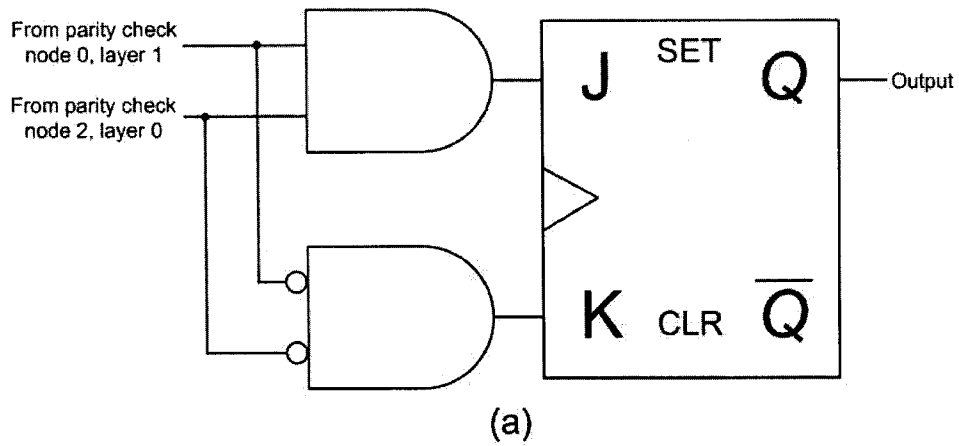 From parity check
node 0, layer 1
From parity check
node 2, layer 0
J SET Q
Output
K CLR Q̅
(a)